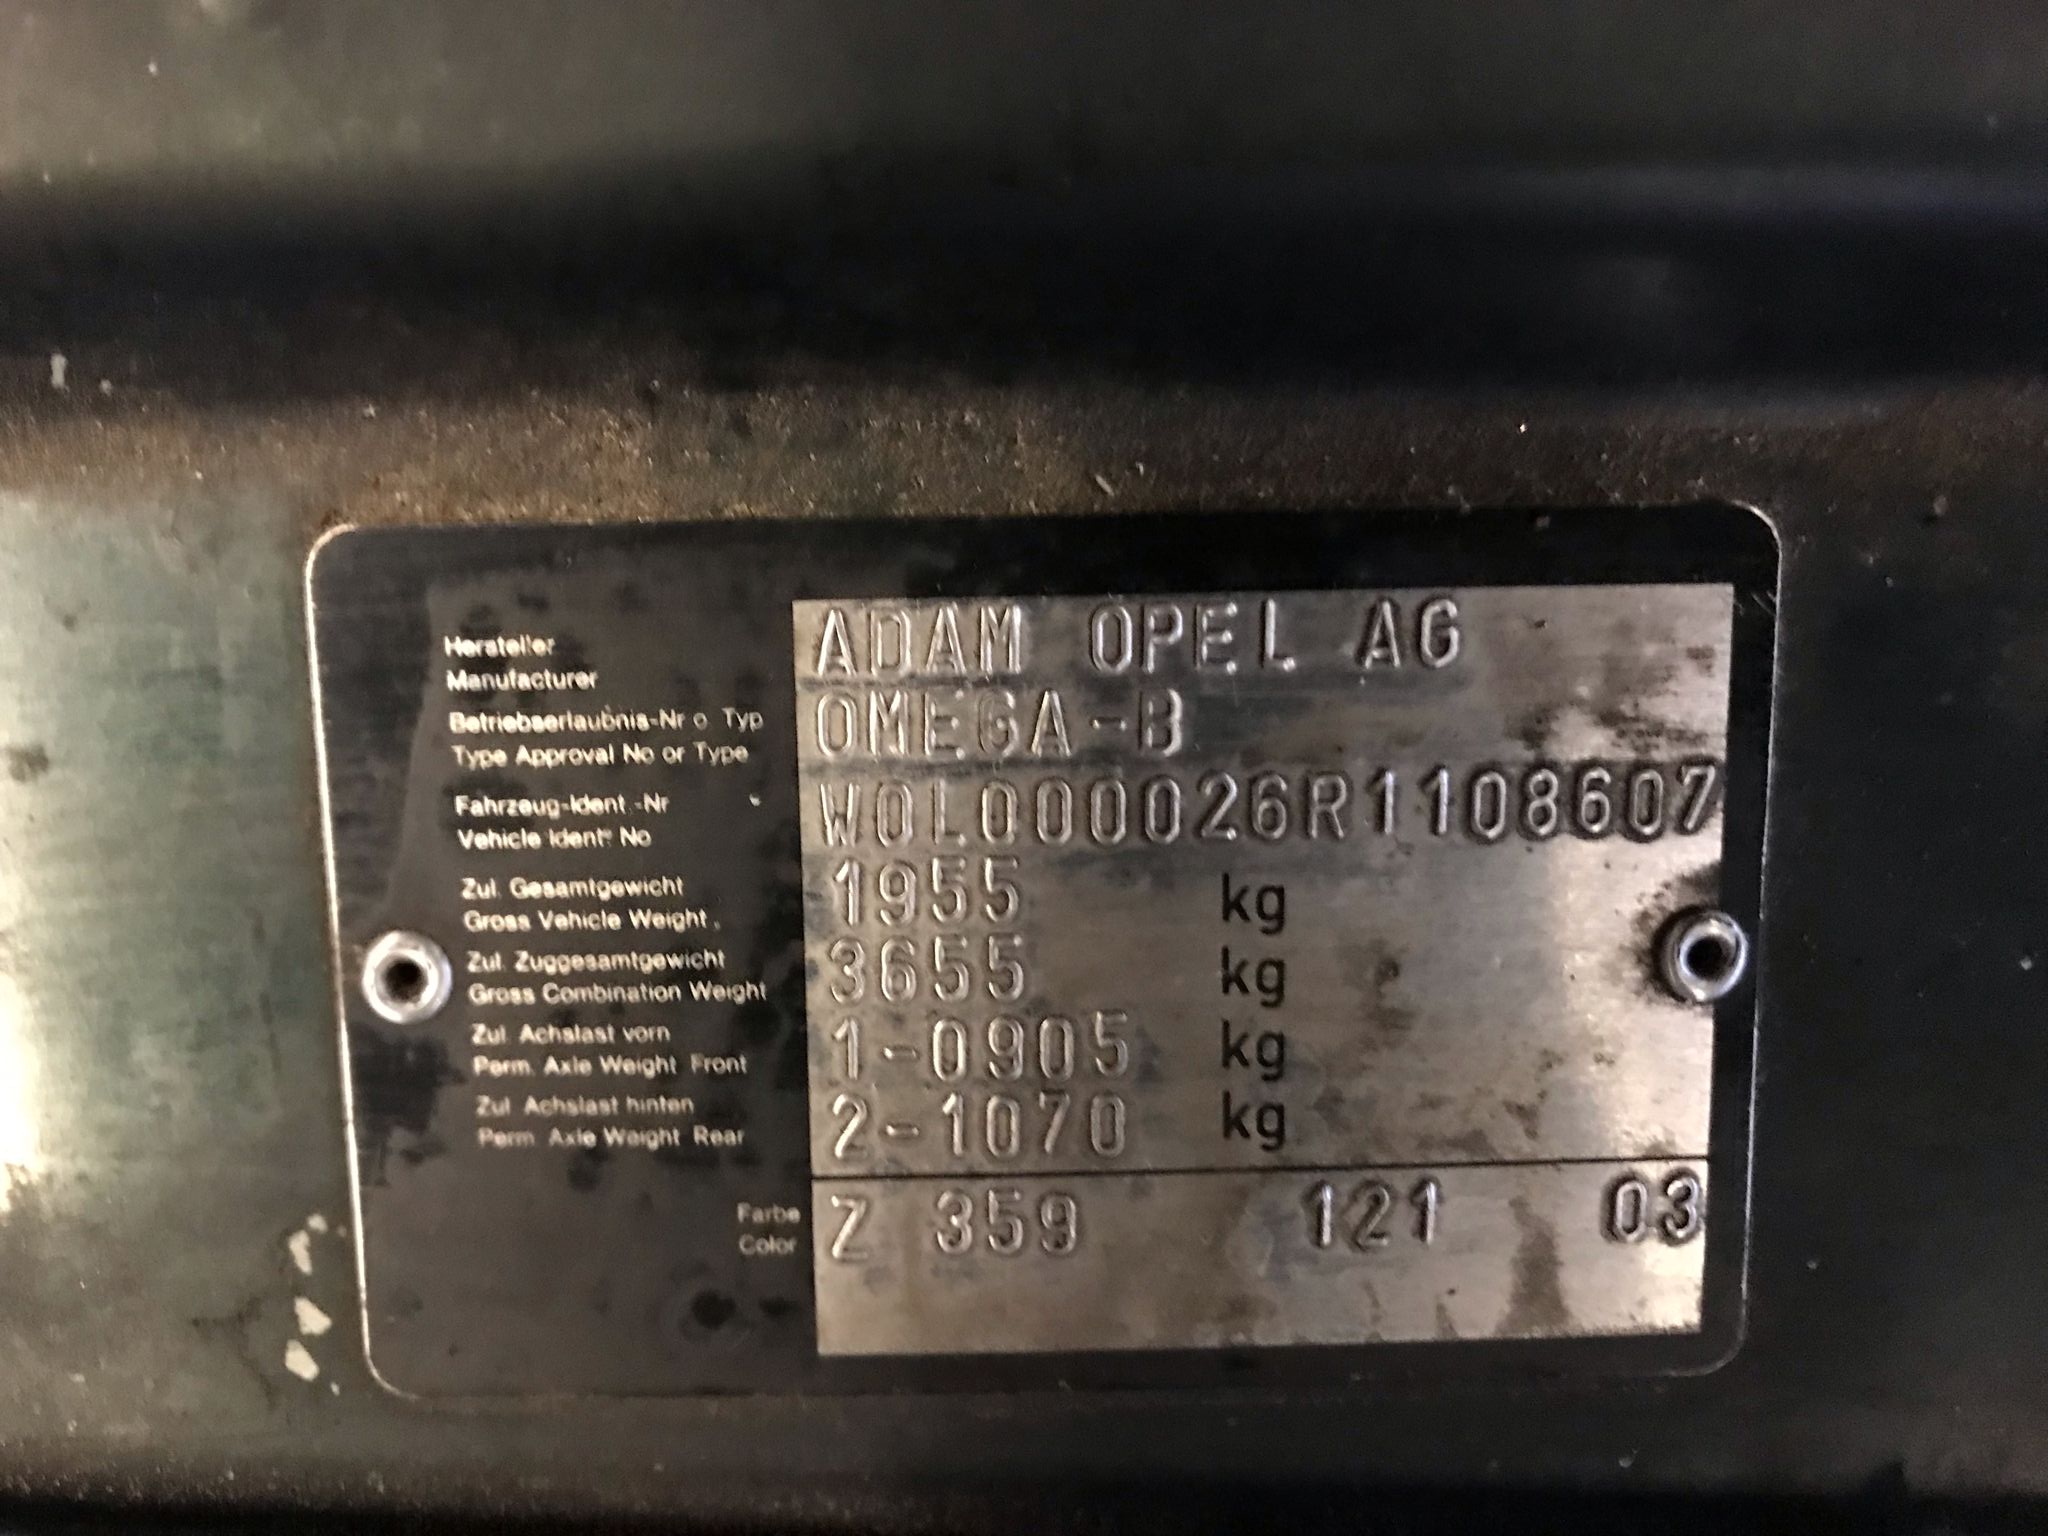 Hersteller
Manufacturer
ADAM OPEL AG
Betriebserlaubnis-Nr o Typ
Type Approval No or Type
OMEGA-B
Fahrzeug-Ident.-Nr
Vehicle Ident. No
W0L000026R1108607
Zul. Gesamtgewicht
Gross Vehicle Weight
1955 kg
Zul. Zuggesamtgewicht
Gross Combination Weight
3655 kg
Zul. Achslast vorn
Perm. Axle Weight Front
1-0905 kg
Zul. Achslast hinten
Perm. Axle Weight Rear
2-1070 kg
Farbe
Color
Z 359 121 03